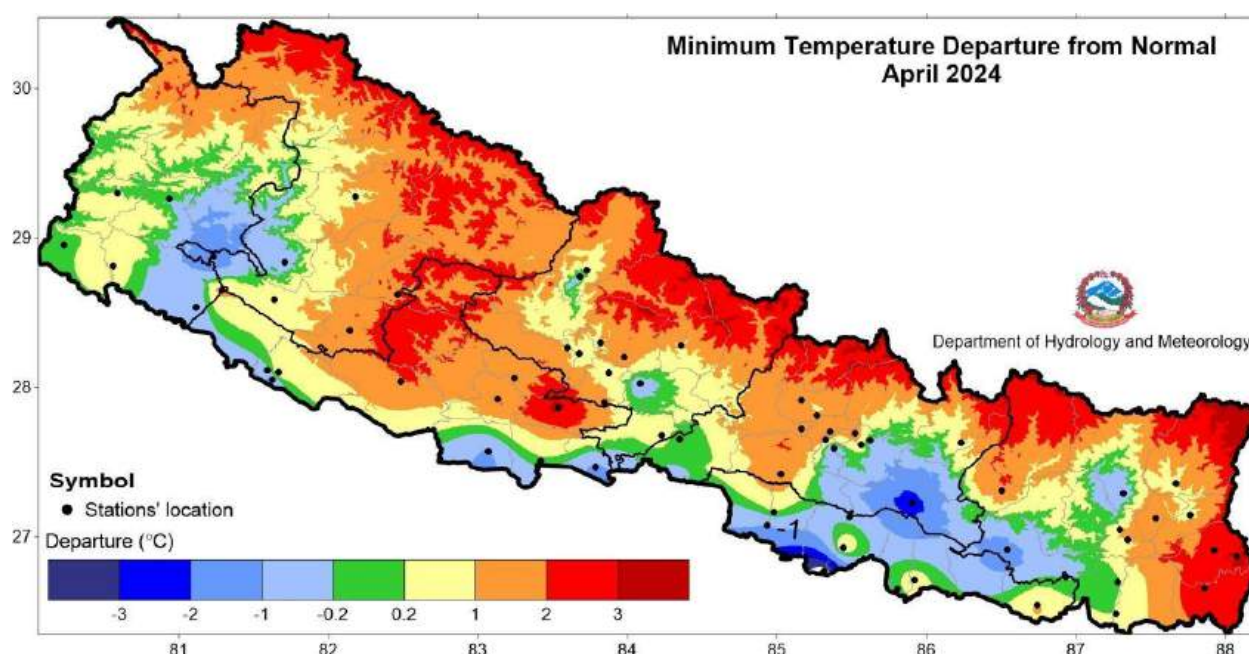 Minimum Temperature Departure from Normal
April 2024
30
29
28
27
Department of Hydrology and Meteorology
Symbol
Stations' location
Departure (°C)
-3 -2 -1 -0.2 0.2 1 2 3
-1
81 82 83 84 85 86 87 88